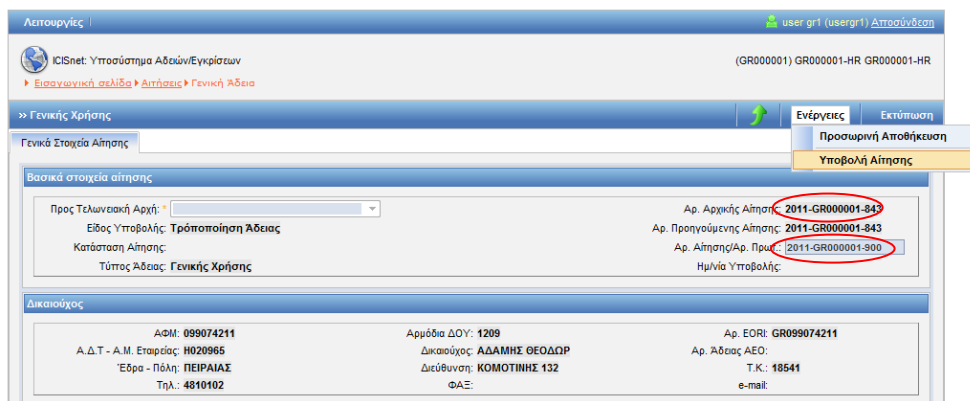 Λειτουργίες user gr1 (usergr1) Αποσύνδεση
ICISnet: Υποσύστημα Αδειών/Εγκρίσεων (GR000001) GR000001-HR GR000001-HR
Εισαγωγική σελίδα Αιτήσεις Γενική Άδεια
» Γενικής Χρήσης Ενέργειες Εκτύπωση
Προσωρινή Αποθήκευση
Γενικά Στοιχεία Αίτησης
Υποβολή Αίτησης
Βασικά στοιχεία αίτησης
Προς Τελωνειακή Αρχή: * Αρ. Αρχικής Αίτησης: 2011-GR000001-843
Είδος Υποβολής: Τρόποποίηση Άδειας Αρ. Προηγούμενης Αίτησης: 2011-GR000001-843
Κατάσταση Αίτησης: Αρ. Αίτησης/Αρ. Πρωτ.: 2011-GR000001-900
Τύπος Άδειας: Γενικής Χρήσης Ημ/νία Υποβολής:
Δικαιούχος
ΑΦΜ: 099074211 Αρμόδια ΔΟΥ: 1209 Αρ. EORI: GR099074211
Α.Δ.Τ - Α.Μ. Εταιρείας: H020965 Δικαιούχος: ΑΔΑΜΗΣ ΘΕΟΔΩΡ Αρ. Άδειας ΑΕΟ:
Έδρα - Πόλη: ΠΕΙΡΑΙΑΣ Διεύθυνση: ΚΟΜΟΤΙΝΗΣ 132 Τ.Κ.: 18541
Τηλ.: 4810102 ΦΑΞ: e-mail: